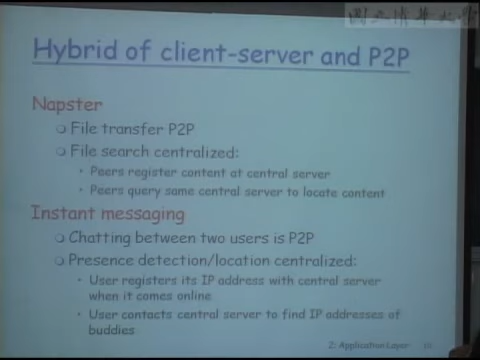 Hybrid of client-server and P2P
Napster
File transfer P2P
File search centralized:
Peers register content at central server
Peers query same central server to locate content
Instant messaging
Chatting between two users is P2P
Presence detection/location centralized:
User registers its IP address with central server
when it comes online
User contacts central server to find IP addresses of
buddies
2: Application Layer